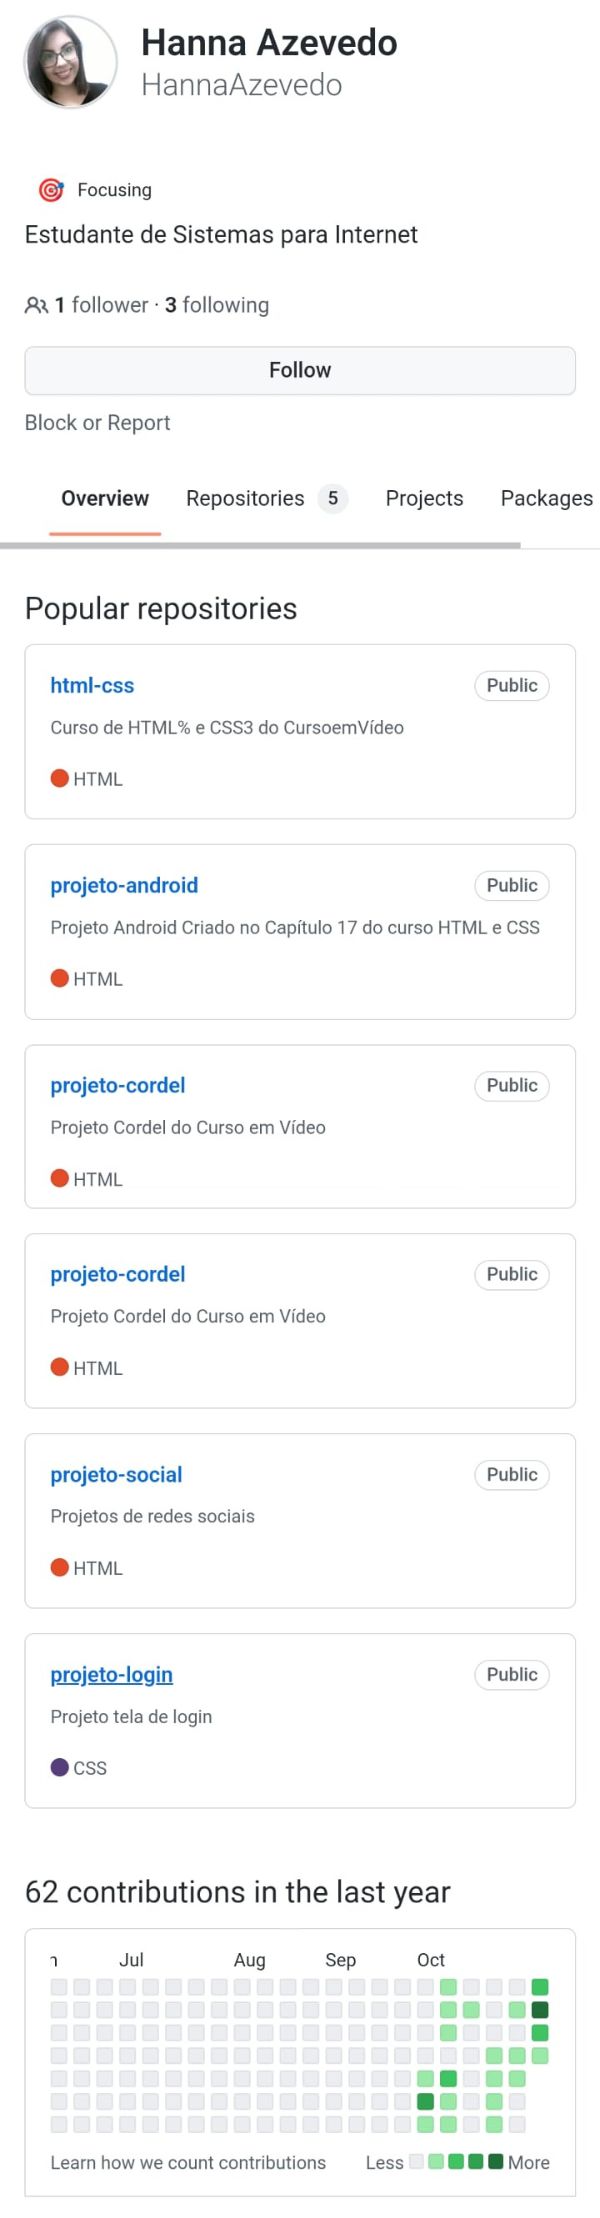 Hanna Azevedo
HannaAzevedo
Focusing
Estudante de Sistemas para Internet
1 follower · 3 following
Follow
Block or Report
Overview Repositories 5 Projects Packages
Popular repositories
html-css Public
Curso de HTML% e CSS3 do CursoemVídeo
HTML
projeto-android Public
Projeto Android Criado no Capítulo 17 do curso HTML e CSS
HTML
projeto-cordel Public
Projeto Cordel do Curso em Vídeo
HTML
projeto-cordel Public
Projeto Cordel do Curso em Vídeo
HTML
projeto-social Public
Projetos de redes sociais
HTML
projeto-login Public
Projeto tela de login
CSS
62 contributions in the last year
Jul Aug Sep Oct
Learn how we count contributions Less More